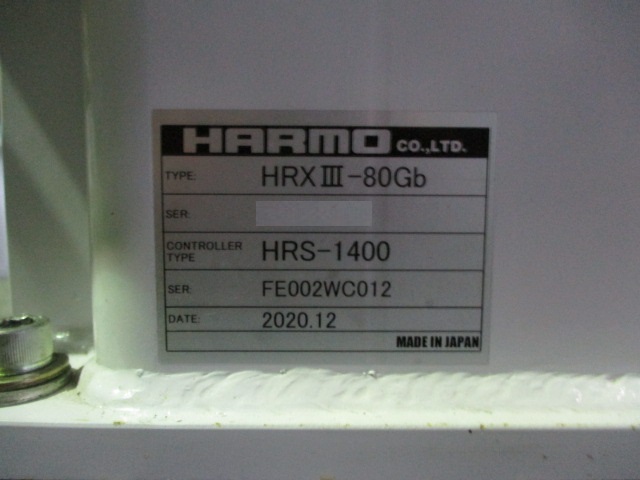 HARMO CO.,LTD.
TYPE: HRXⅢ-80Gb
SER:
CONTROLLER TYPE HRS-1400
SER: FE002WC012
DATE: 2020.12
MADE IN JAPAN